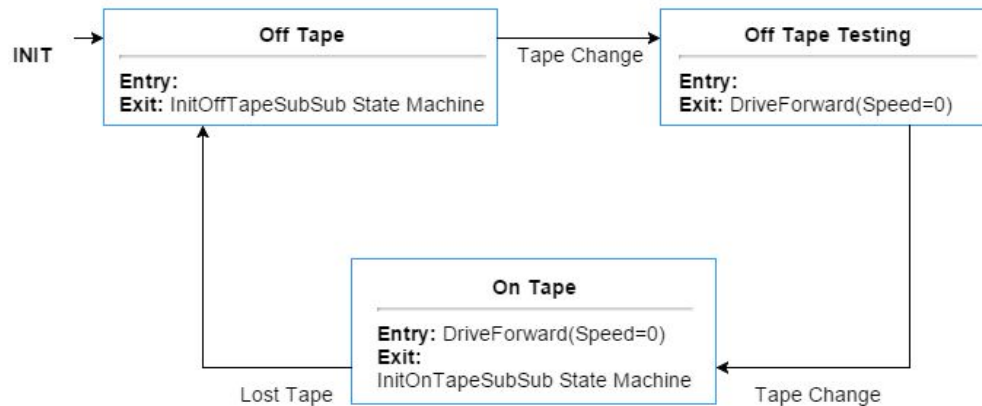 INIT
Off Tape
Entry:
Exit: InitOffTapeSubSub State Machine
Tape Change
Off Tape Testing
Entry:
Exit: DriveForward(Speed=0)
On Tape
Entry: DriveForward(Speed=0)
Exit:
InitOnTapeSubSub State Machine
Lost Tape
Tape Change